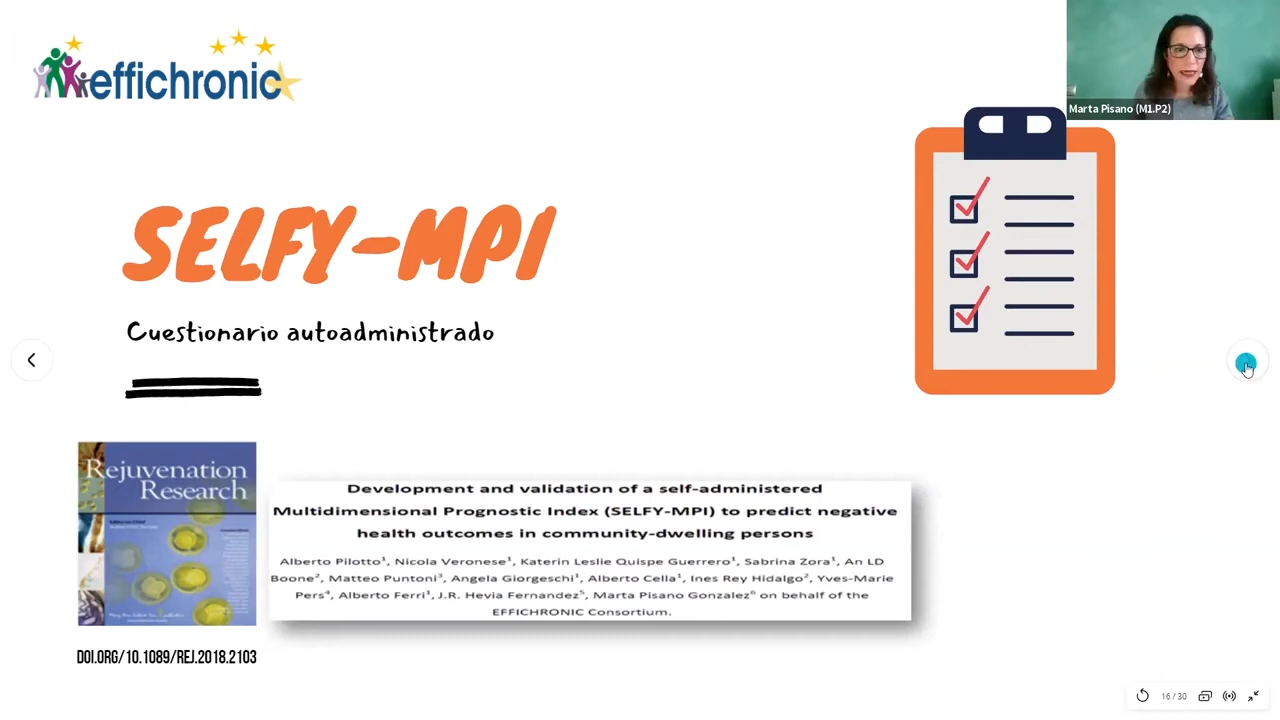 effichronic
Marta Pisano (M1.P2)
SELFY-MPI
Cuestionario autoadministrado
Rejuvenation
Research
Development and validation of a self-administered
Multidimensional Prognostic Index (SELFY-MPI) to predict negative
health outcomes in community-dwelling persons
Alberto Pilotto¹, Nicola Veronese¹, Katerin Leslie Quispe Guerrero¹, Sabrina Zora¹, An LD
Boone², Matteo Puntoni³, Angela Giorgeschi¹, Alberto Cella¹, Ines Rey Hidalgo², Yves-Marie
Pers⁴, Alberto Ferri¹, J.R. Hevia Fernandez⁵, Marta Pisano Gonzalez⁶ on behalf of the
EFFICHRONIC Consortium.
DOI.ORG/10.1089/REJ.2018.2103
16 / 30